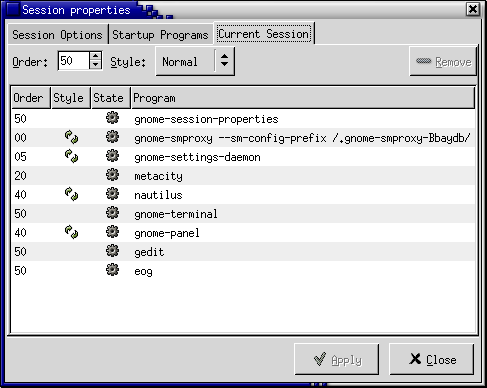 Session properties
Session Options Startup Programs Current Session
Order: 50 Style: Normal Remove
Order Style State Program
50 gnome-session-properties
00 gnome-smproxy --sm-config-prefix /.gnome-smproxy-Bbaydb/
05 gnome-settings-daemon
20 metacity
40 nautilus
50 gnome-terminal
40 gnome-panel
50 gedit
50 eog
Apply Close